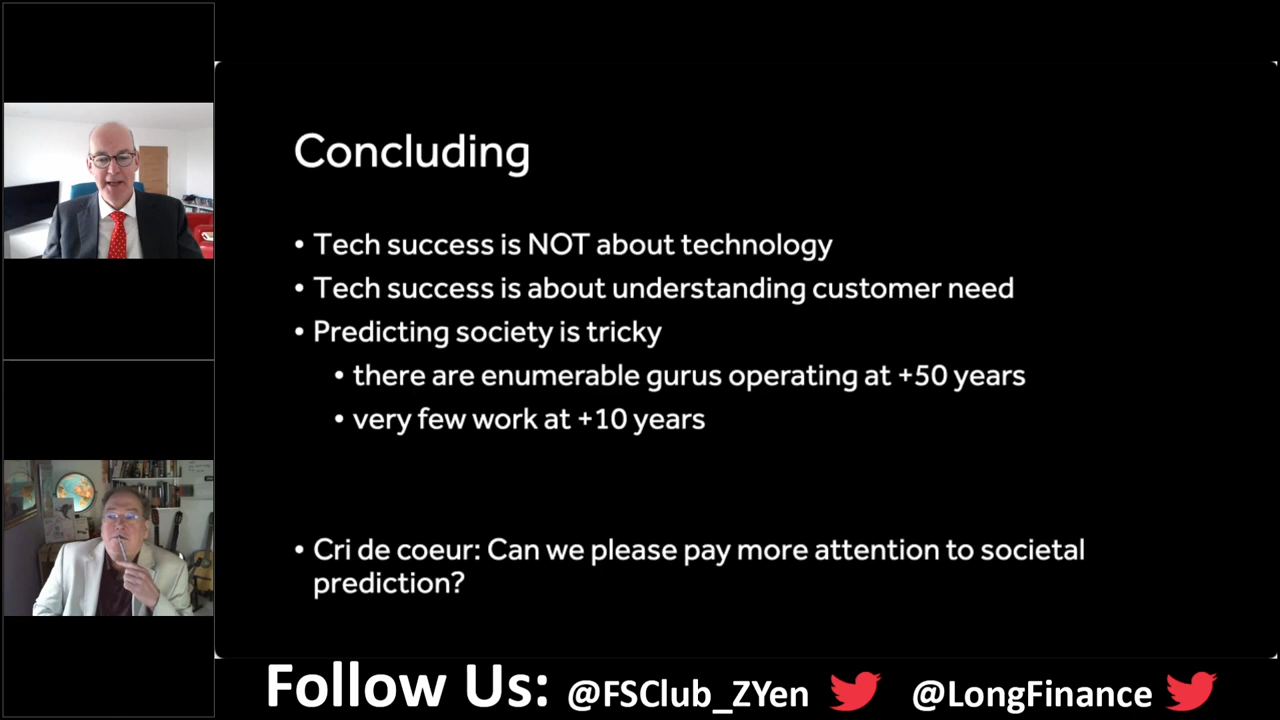 Concluding
• Tech success is NOT about technology
• Tech success is about understanding customer need
• Predicting society is tricky
• there are enumerable gurus operating at +50 years
• very few work at +10 years
• Cri de coeur: Can we please pay more attention to societal
prediction?
Follow Us: @FSClub_ZYen @LongFinance